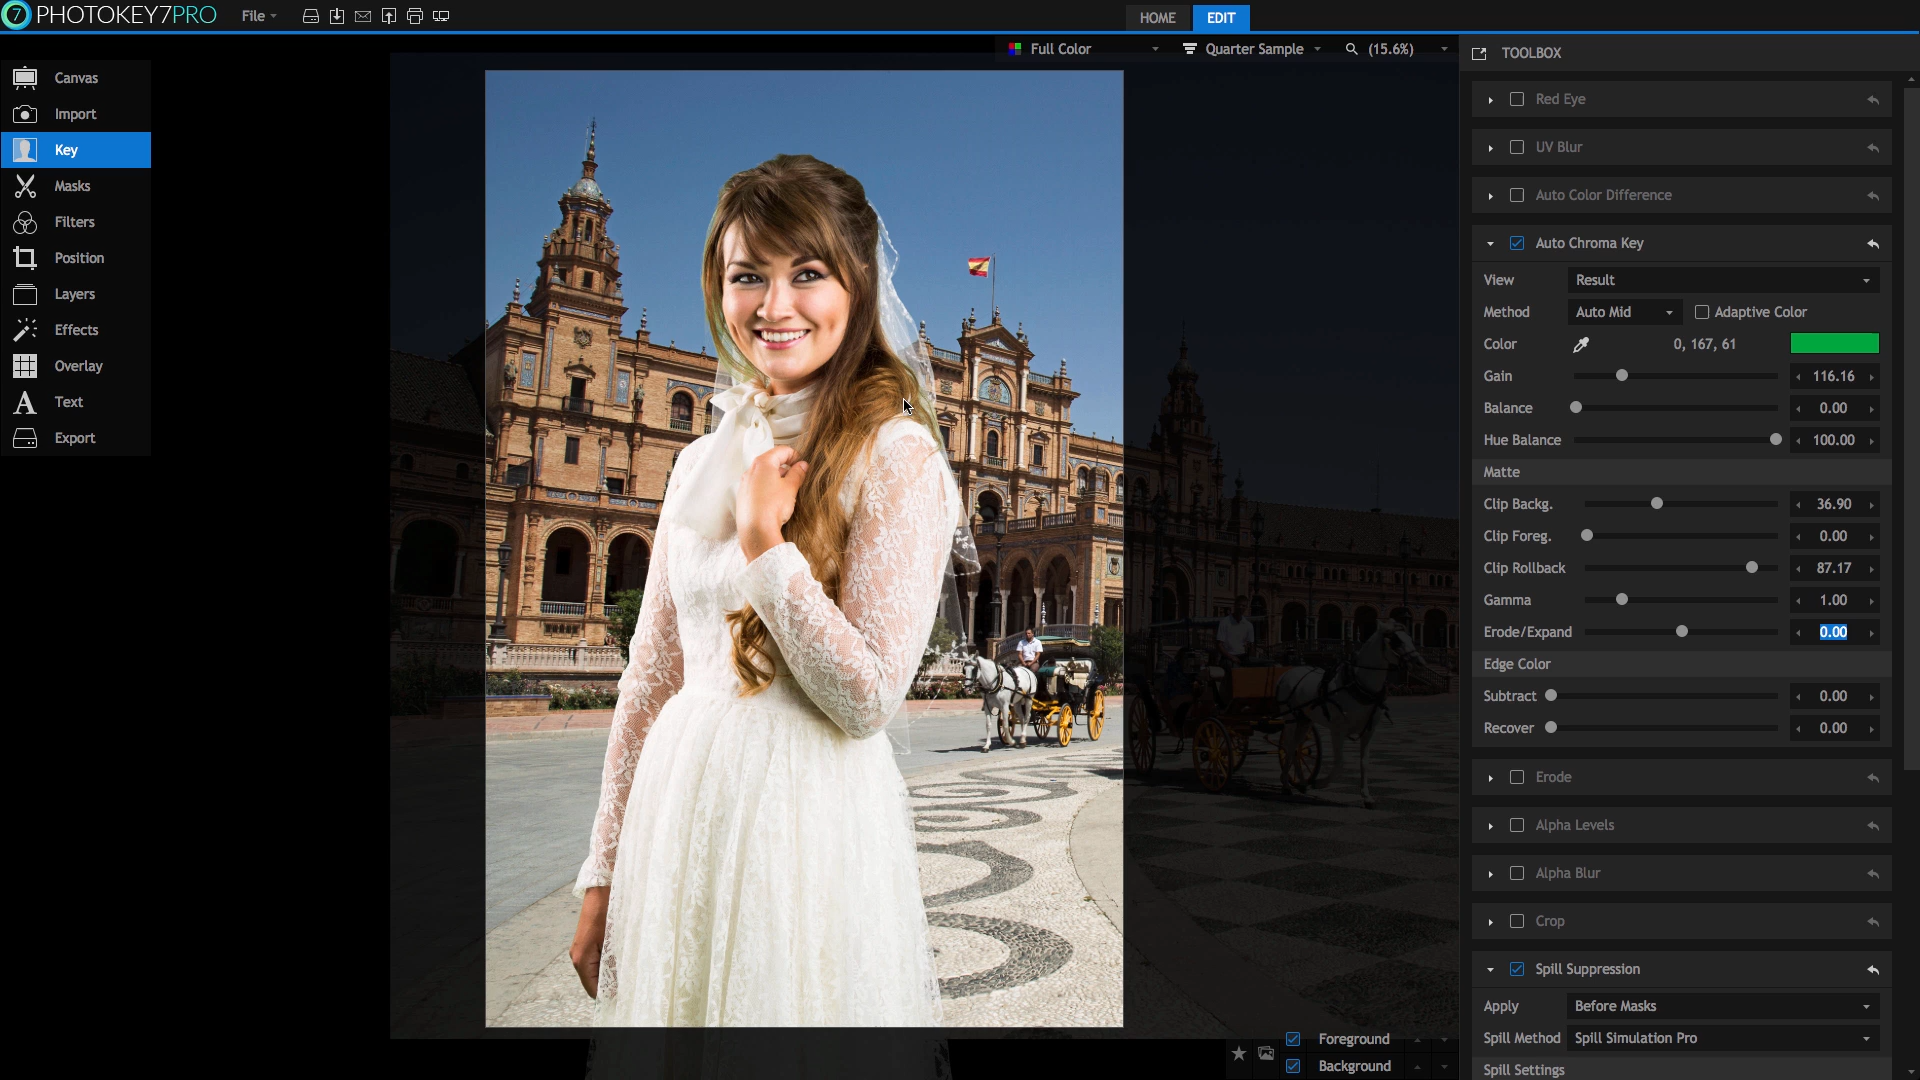 7 PHOTOKEY7PRO
File
HOME
EDIT
Full Color
Quarter Sample
(15.6%)
TOOLBOX
Canvas
Import
Key
Masks
Filters
Position
Layers
Effects
Overlay
Text
Export
Red Eye
UV Blur
Auto Color Difference
Auto Chroma Key
View Result
Method Auto Mid Adaptive Color
Color 0, 167, 61
Gain 116.16
Balance 0.00
Hue Balance 100.00
Matte
Clip Backg. 36.90
Clip Foreg. 0.00
Clip Rollback 87.17
Gamma 1.00
Erode/Expand 0.00
Edge Color
Subtract 0.00
Recover 0.00
Erode
Alpha Levels
Alpha Blur
Crop
Spill Suppression
Apply Before Masks
Spill Method Spill Simulation Pro
Spill Settings
Foreground
Background